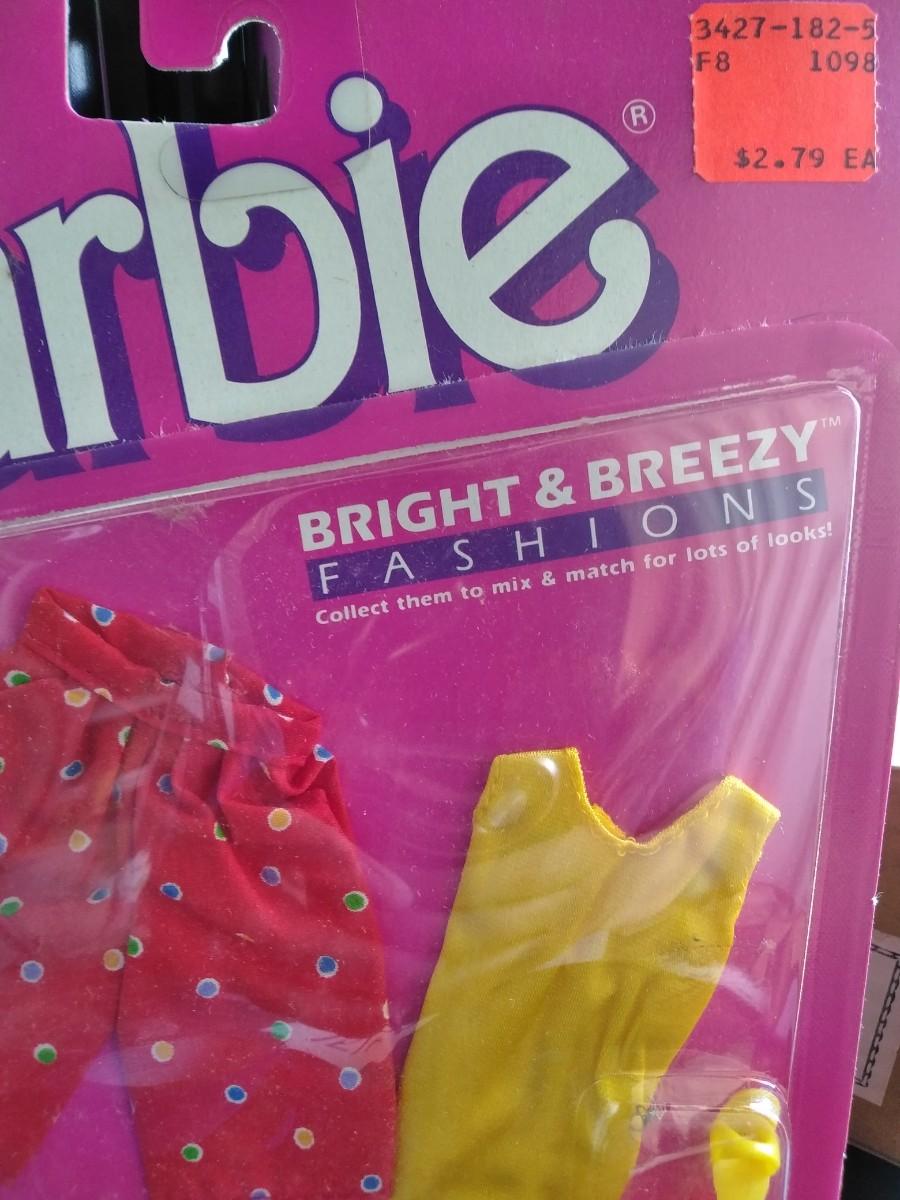 3427-182-5
F8 1098
$2.79 EA
arbie®
BRIGHT & BREEZY™
FASHIONS
Collect them to mix & match for lots of looks!